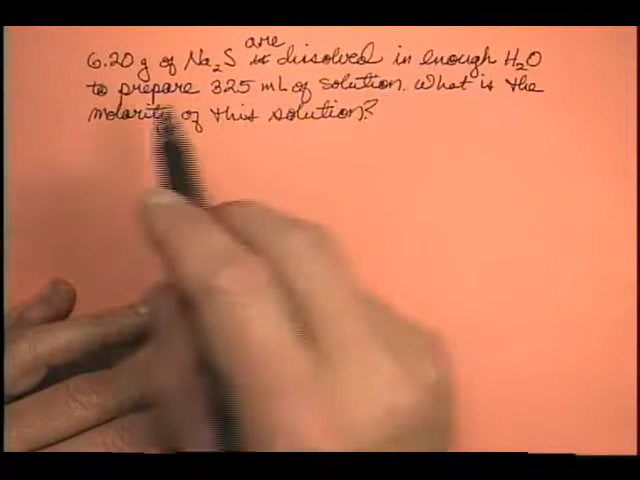 6.20 g of Na₂S are is dissolved in enough H₂O
to prepare 325 mL of solution. What is the
molarity of this solution?